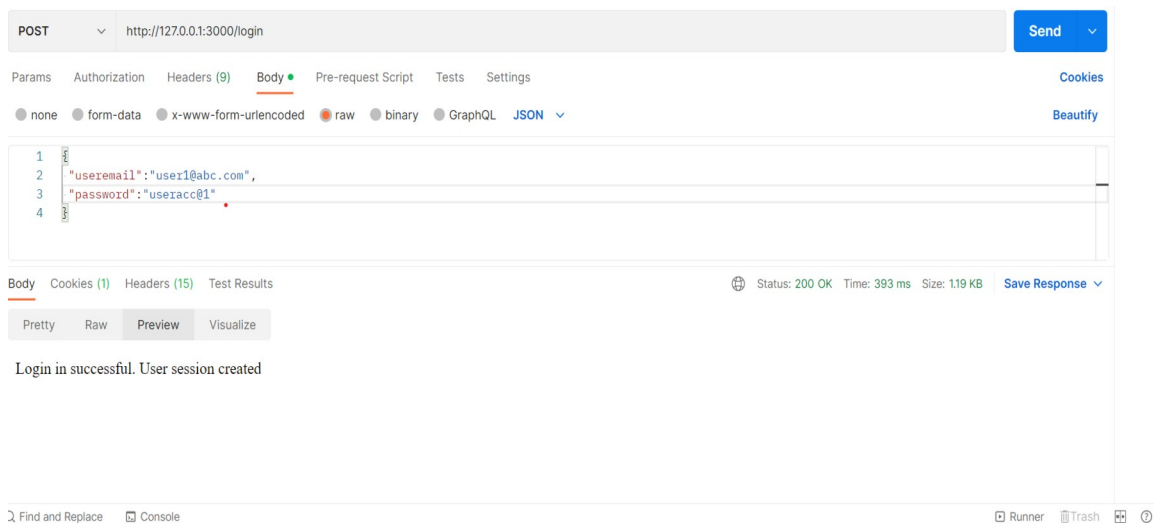 POST http://127.0.0.1:3000/login Send
Params Authorization Headers (9) Body Pre-request Script Tests Settings Cookies
none form-data x-www-form-urlencoded raw binary GraphQL JSON Beautify
1 {
2 "useremail":"user1@abc.com",
3 "password":"useracc@1"
4 }
Body Cookies (1) Headers (15) Test Results Status: 200 OK Time: 393 ms Size: 1.19 KB Save Response
Pretty Raw Preview Visualize
Login in successful. User session created
Find and Replace Console Runner Trash